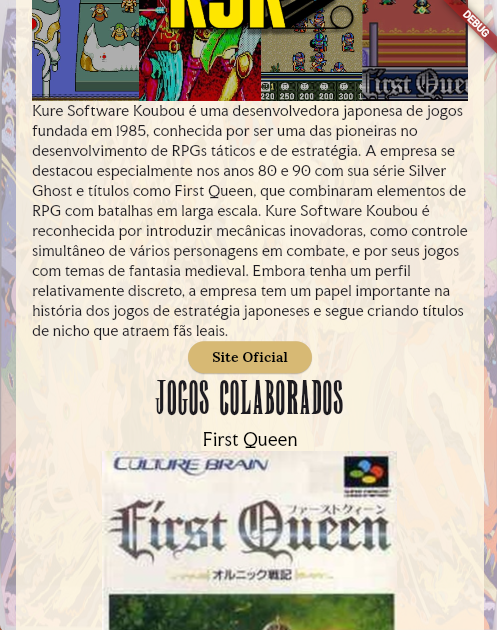 KSK
DEBUG
First Queen
220 250 200 200 300
Kure Software Koubou é uma desenvolvedora japonesa de jogos
fundada em 1985, conhecida por ser uma das pioneiras no
desenvolvimento de RPGs táticos e de estratégia. A empresa se
destacou especialmente nos anos 80 e 90 com sua série Silver
Ghost e títulos como First Queen, que combinaram elementos de
RPG com batalhas em larga escala. Kure Software Koubou é
reconhecida por introduzir mecânicas inovadoras, como controle
simultâneo de vários personagens em combate, e por seus jogos
com temas de fantasia medieval. Embora tenha um perfil
relativamente discreto, a empresa tem um papel importante na
história dos jogos de estratégia japoneses e segue criando títulos
de nicho que atraem fãs leais.
Site Oficial
JOGOS COLABORADOS
First Queen
CULTURE BRAIN
ファーストクイーン
First Queen
オルニック戦記